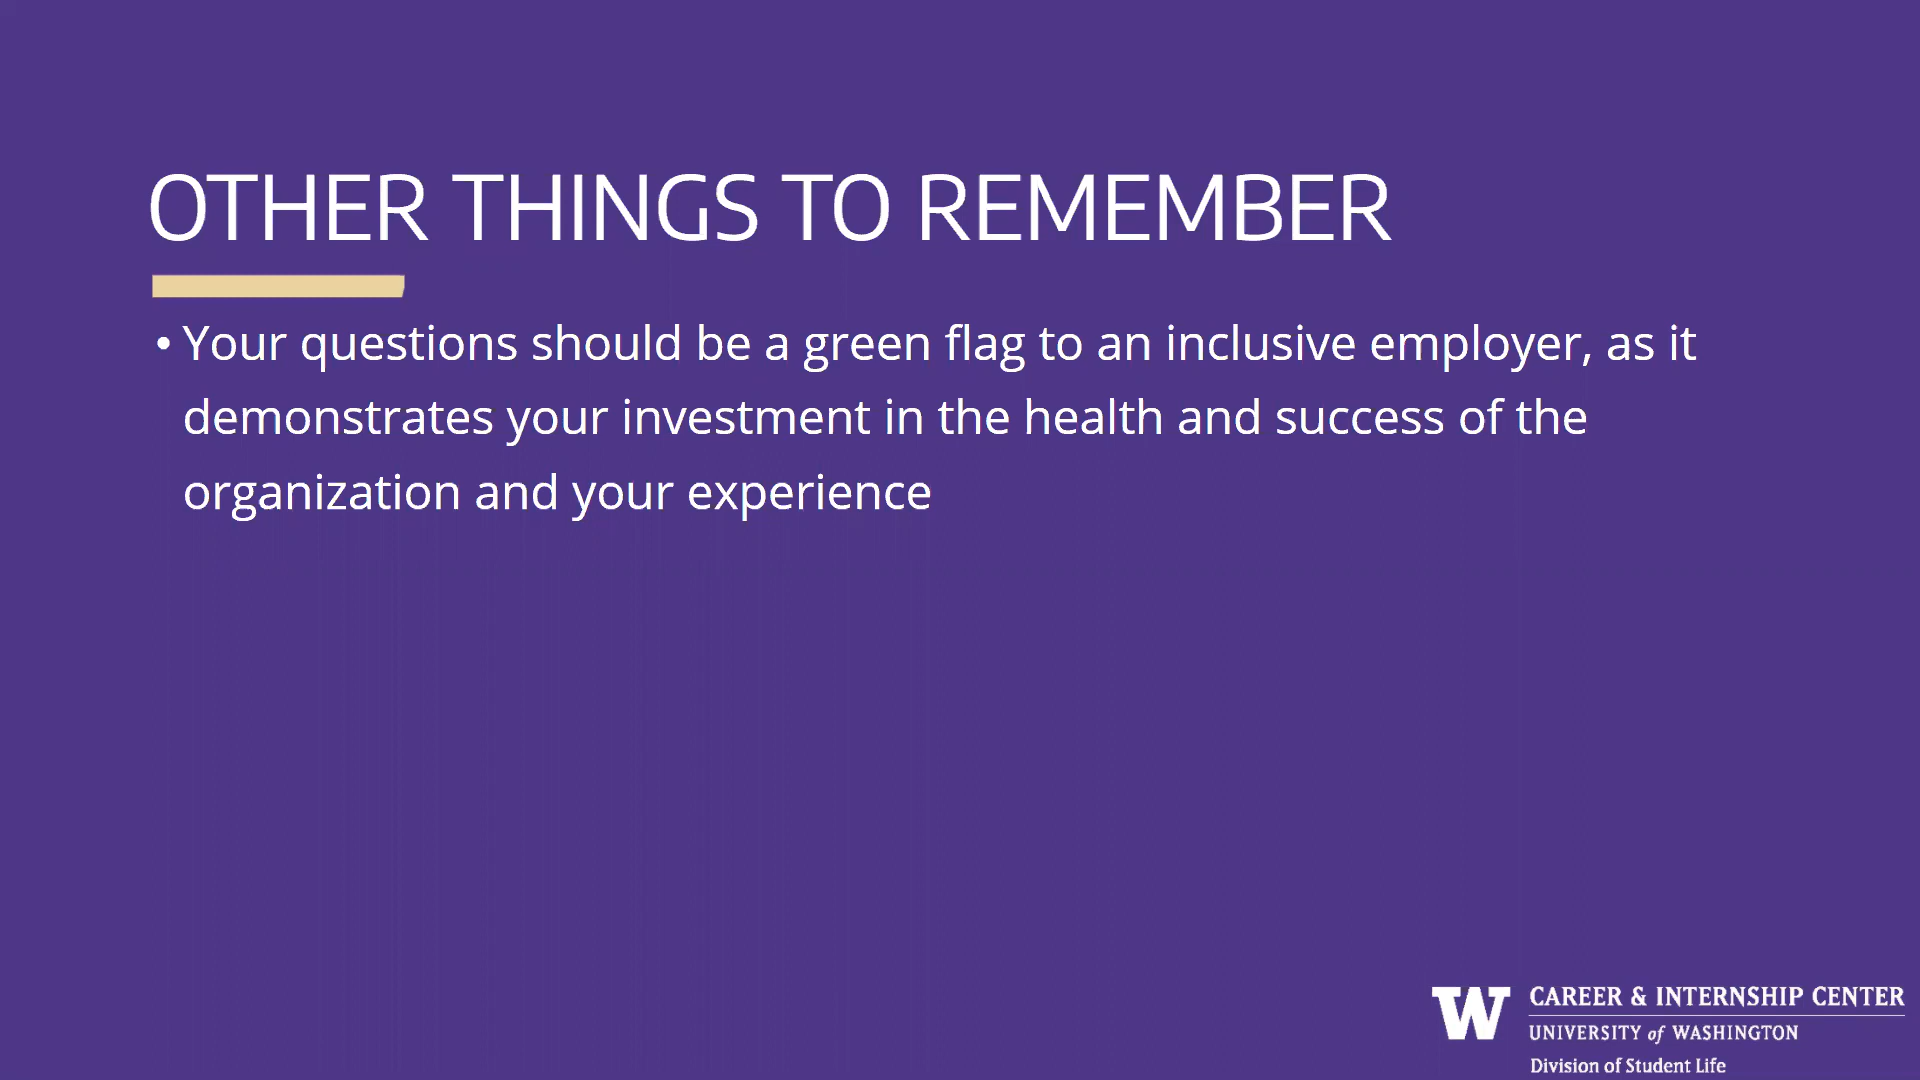 OTHER THINGS TO REMEMBER
• Your questions should be a green flag to an inclusive employer, as it
demonstrates your investment in the health and success of the
organization and your experience
W
CAREER & INTERNSHIP CENTER
UNIVERSITY of WASHINGTON
Division of Student Life